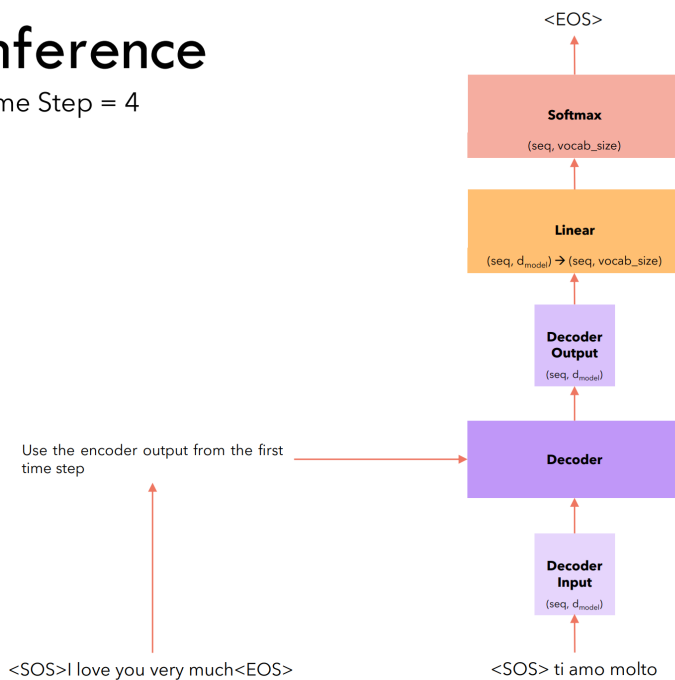 nference
me Step = 4
<EOS>
Softmax
(seq, vocab_size)
Linear
(seq, dmodel) → (seq, vocab_size)
Decoder
Output
(seq, dmodel)
Use the encoder output from the first
time step
Decoder
Decoder
Input
(seq, dmodel)
<SOS>I love you very much<EOS>
<SOS> ti amo molto